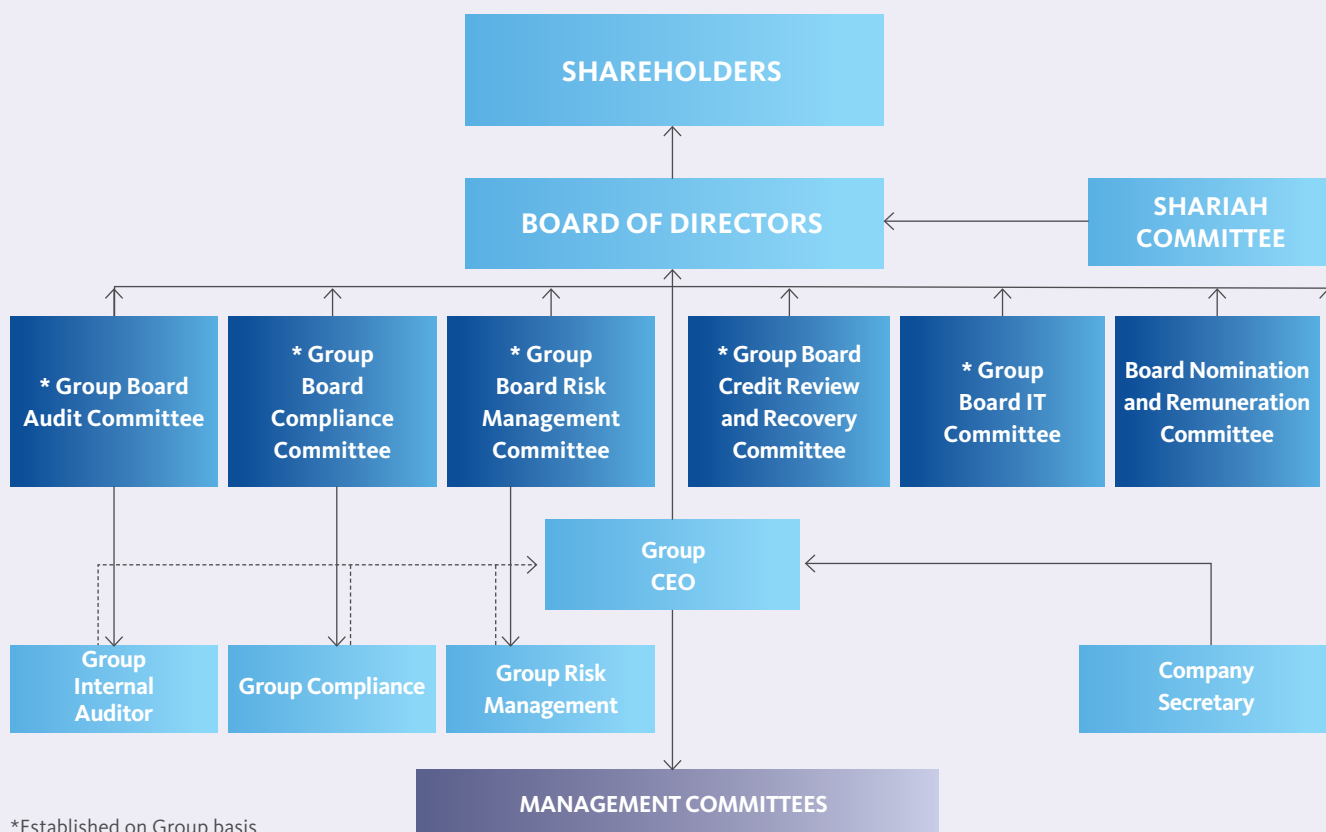 SHAREHOLDERS
BOARD OF DIRECTORS
SHARIAH
COMMITTEE
* Group Board
Audit Committee
* Group
Board
Compliance
Committee
* Group
Board Risk
Management
Committee
* Group Board
Credit Review
and Recovery
Committee
* Group
Board IT
Committee
Board Nomination
and Remuneration
Committee
Group
CEO
Group
Internal
Auditor
Group Compliance
Group Risk
Management
Company
Secretary
MANAGEMENT COMMITTEES
*Established on Group basis